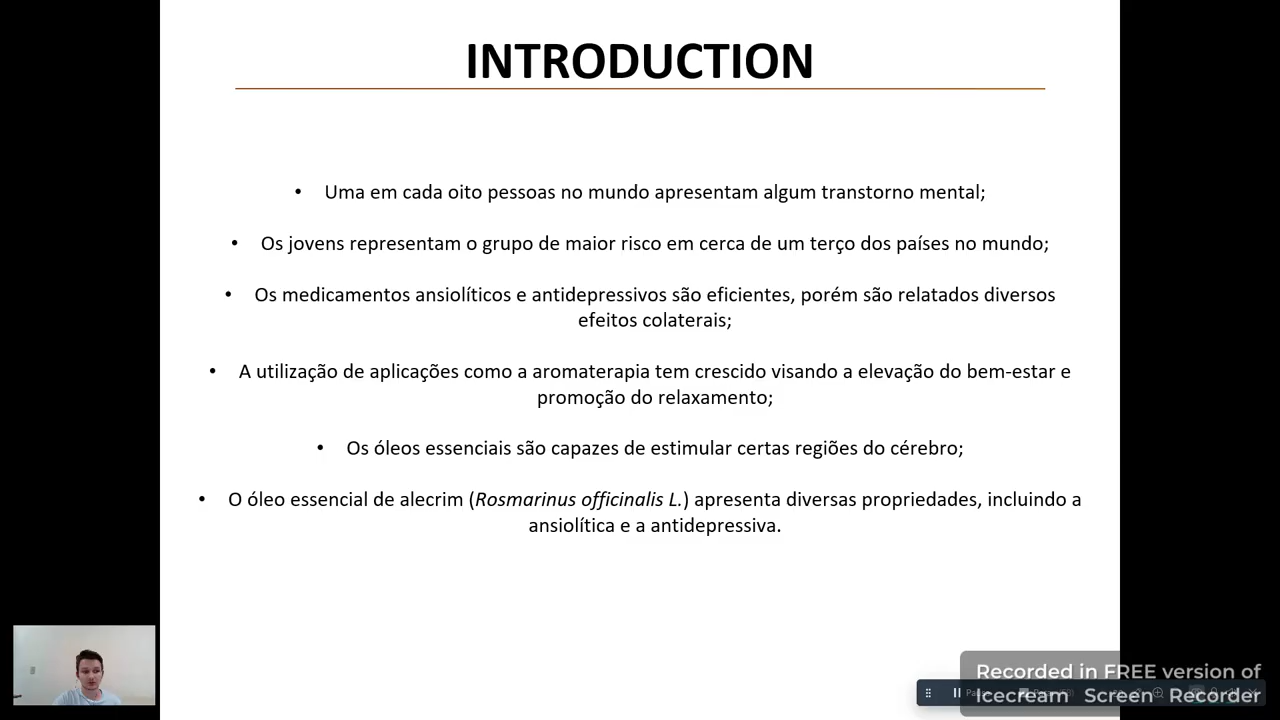 INTRODUCTION
• Uma em cada oito pessoas no mundo apresentam algum transtorno mental;
• Os jovens representam o grupo de maior risco em cerca de um terço dos países no mundo;
• Os medicamentos ansiolíticos e antidepressivos são eficientes, porém são relatados diversos
efeitos colaterais;
• A utilização de aplicações como a aromaterapia tem crescido visando a elevação do bem-estar e
promoção do relaxamento;
• Os óleos essenciais são capazes de estimular certas regiões do cérebro;
• O óleo essencial de alecrim (Rosmarinus officinalis L.) apresenta diversas propriedades, incluindo a
ansiolítica e a antidepressiva.
Recorded in FREE version of
Icecream Screen Recorder